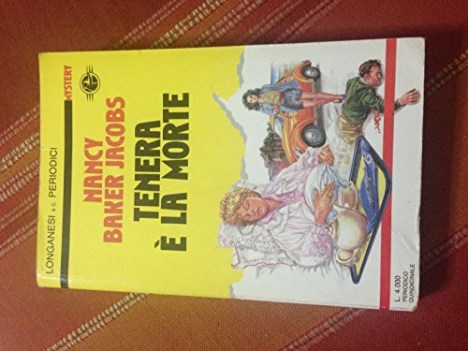 LONGANESI & C. PERIODICI
MYSTERY
NANCY
BAKER JACOBS
TENERA
È LA MORTE
L. 4.000
PERIODICO
QUINDICINALE